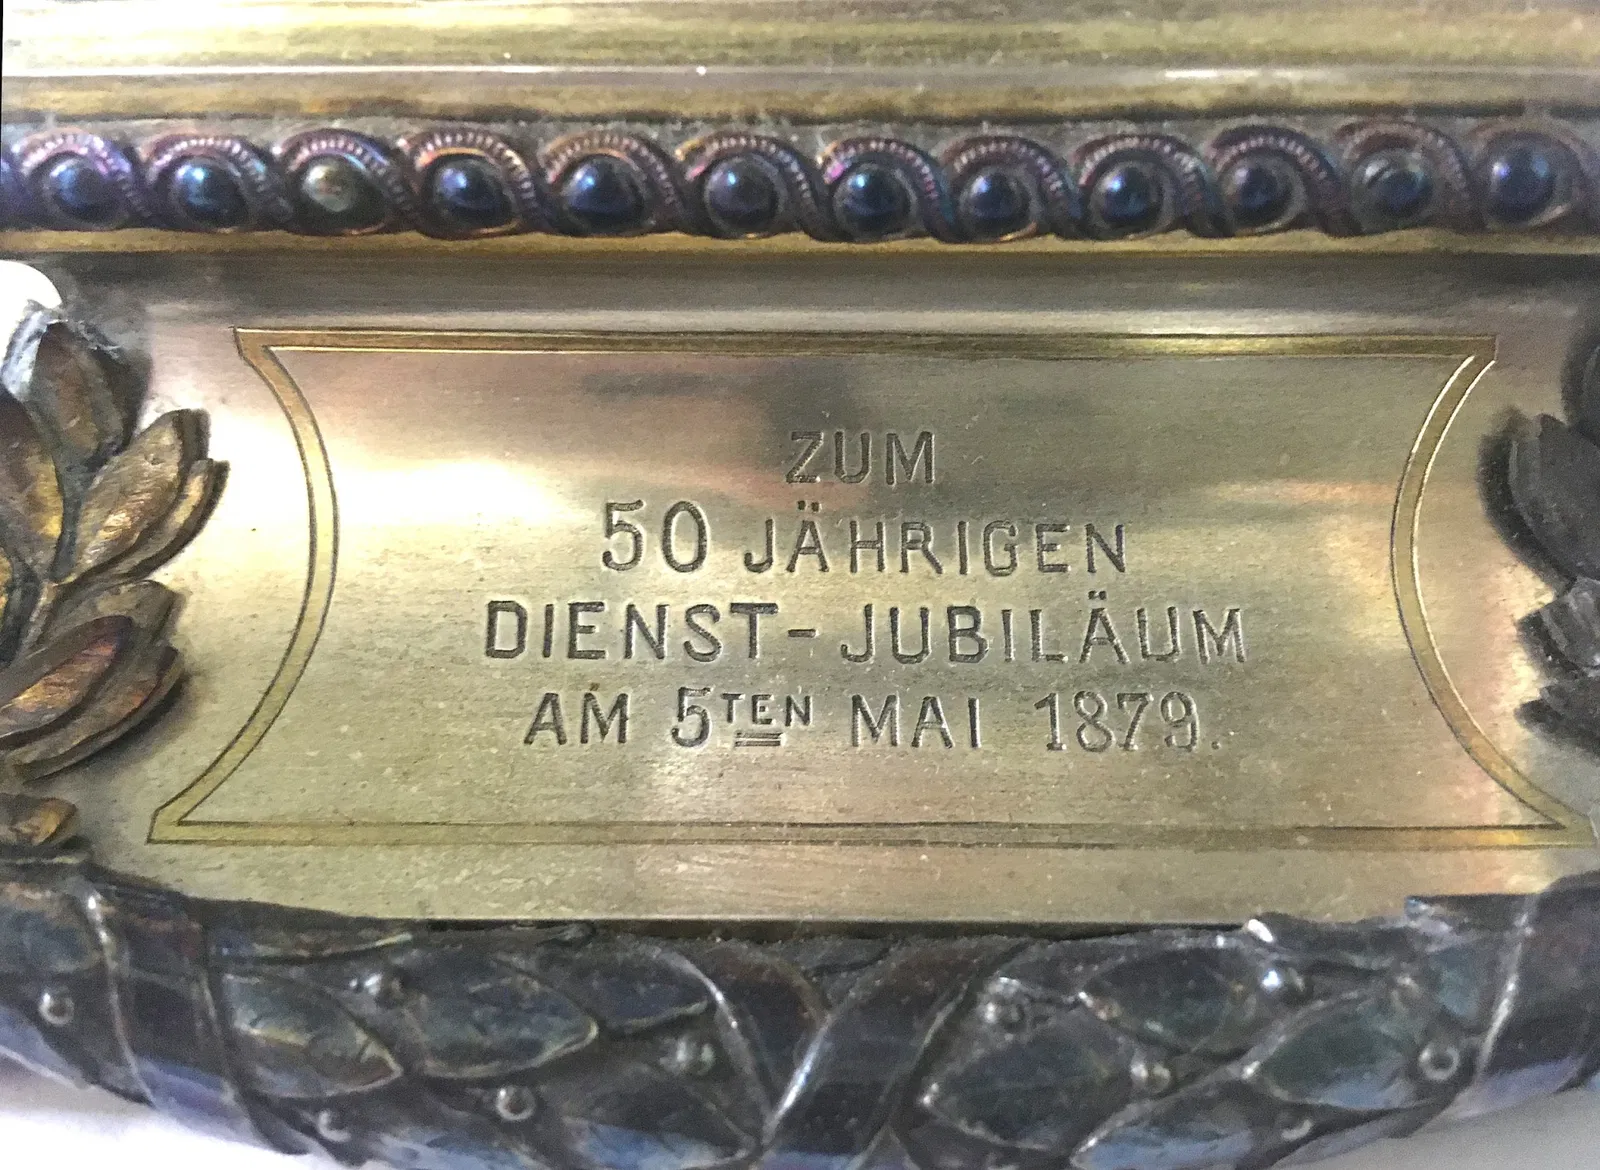 ZUM
50 JÄHRIGEN
DIENST-JUBILÄUM
AM 5TEN MAI 1879.